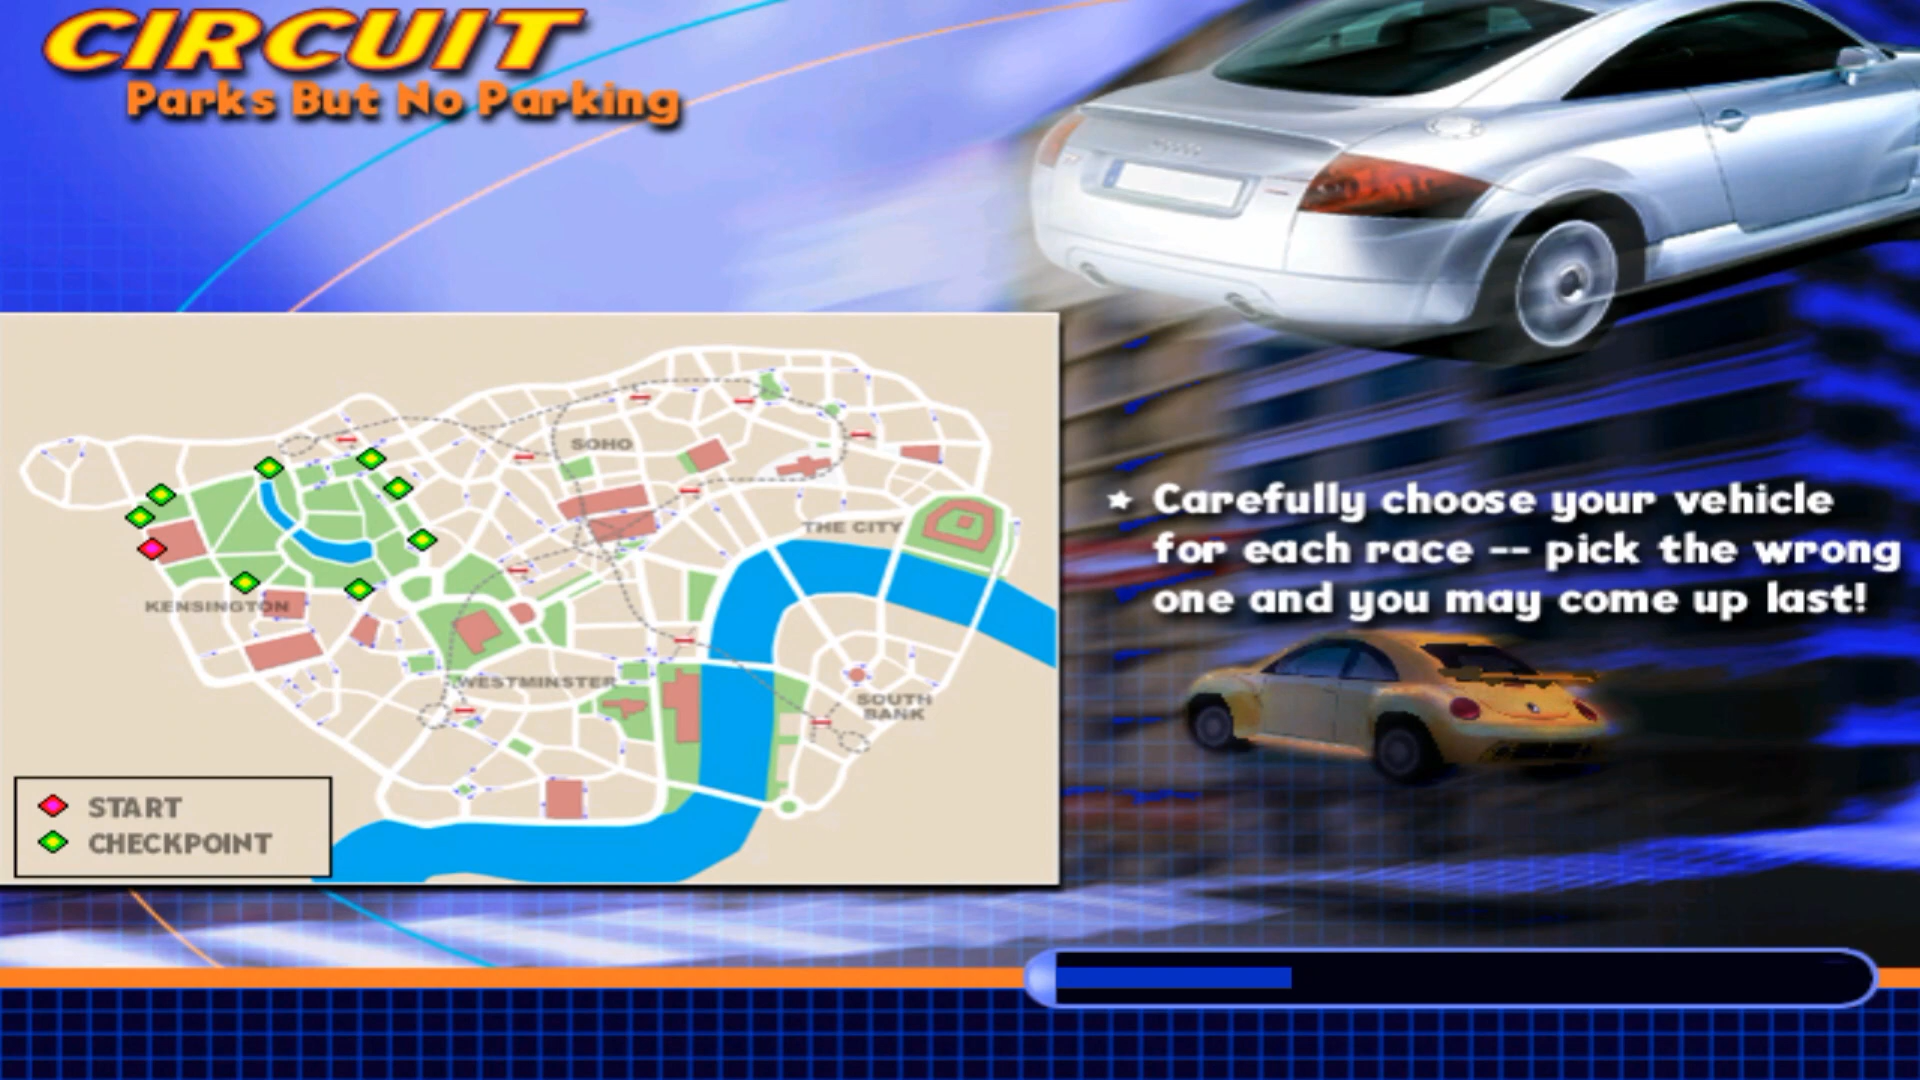 CIRCUIT
Parks But No Parking
SOHO
THE CITY
KENSINGTON
WESTMINSTER
SOUTH
BANK
START
CHECKPOINT
★ Carefully choose your vehicle
for each race -- pick the wrong
one and you may come up last!